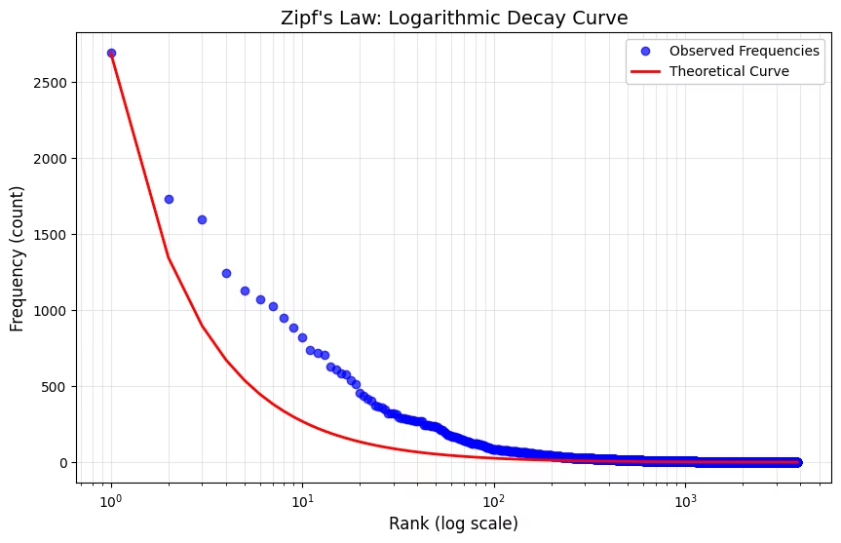 Zipf's Law: Logarithmic Decay Curve
Observed Frequencies
Theoretical Curve
Frequency (count)
2500
2000
1500
1000
500
0
10⁰ 10¹ 10² 10³
Rank (log scale)